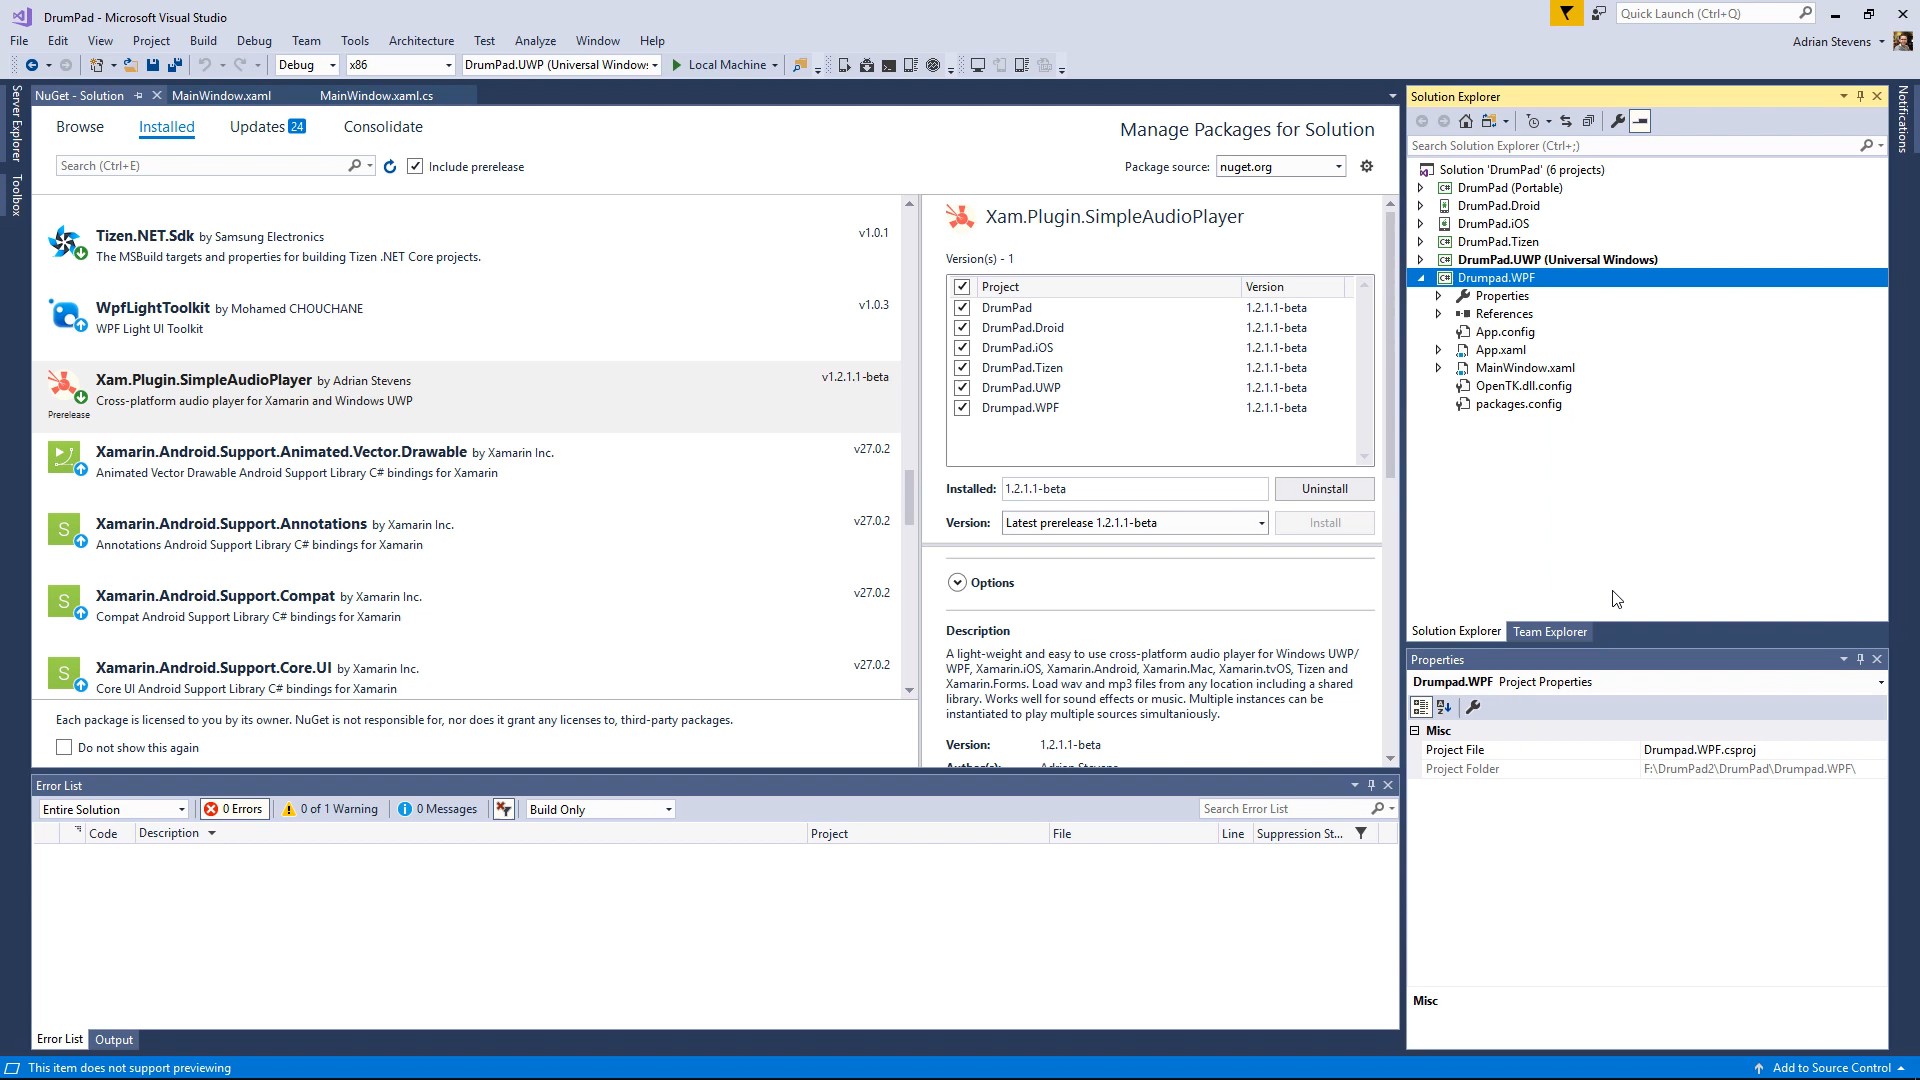 DrumPad - Microsoft Visual Studio
Quick Launch (Ctrl+Q)
File Edit View Project Build Debug Team Tools Architecture Test Analyze Window Help
Adrian Stevens
Debug x86 DrumPad.UWP (Universal Windows Local Machine
Server Explorer
Toolbox
NuGet - Solution MainWindow.xaml MainWindow.xaml.cs
Browse Installed Updates 24 Consolidate
Manage Packages for Solution
Search (Ctrl+E) Include prerelease
Package source: nuget.org
Tizen.NET.Sdk by Samsung Electronics v1.0.1
The MSBuild targets and properties for building Tizen .NET Core projects.
WpfLightToolkit by Mohamed CHOUCHANE v1.0.3
WPF Light UI Toolkit
Xam.Plugin.SimpleAudioPlayer by Adrian Stevens v1.2.1.1-beta
Cross-platform audio player for Xamarin and Windows UWP
Prerelease
Xamarin.Android.Support.Animated.Vector.Drawable by Xamarin Inc. v27.0.2
Animated Vector Drawable Android Support Library C# bindings for Xamarin
Xamarin.Android.Support.Annotations by Xamarin Inc. v27.0.2
S
Annotations Android Support Library C# bindings for Xamarin
Xamarin.Android.Support.Compat by Xamarin Inc. v27.0.2
S
Compat Android Support Library C# bindings for Xamarin
Xamarin.Android.Support.Core.UI by Xamarin Inc. v27.0.2
S
Core UI Android Support Library C# bindings for Xamarin
Each package is licensed to you by its owner. NuGet is not responsible for, nor does it grant any licenses to, third-party packages.
Do not show this again
Xam.Plugin.SimpleAudioPlayer
Version(s) - 1
Project Version
DrumPad 1.2.1.1-beta
DrumPad.Droid 1.2.1.1-beta
DrumPad.iOS 1.2.1.1-beta
DrumPad.Tizen 1.2.1.1-beta
DrumPad.UWP 1.2.1.1-beta
Drumpad.WPF 1.2.1.1-beta
Installed: 1.2.1.1-beta Uninstall
Version: Latest prerelease 1.2.1.1-beta Install
Options
Description
A light-weight and easy to use cross-platform audio player for Windows UWP/
WPF, Xamarin.iOS, Xamarin.Android, Xamarin.Mac, Xamarin.tvOS, Tizen and
Xamarin.Forms. Load wav and mp3 files from any location including a shared
library. Works well for sound effects or music. Multiple instances can be
instantiated to play multiple sources simultaneously.
Version: 1.2.1.1-beta
Author(s): Adrian Stevens
Solution Explorer
Search Solution Explorer (Ctrl+;)
Solution 'DrumPad' (6 projects)
C# DrumPad (Portable)
DrumPad.Droid
DrumPad.iOS
C# DrumPad.Tizen
C# DrumPad.UWP (Universal Windows)
C# Drumpad.WPF
Properties
References
App.config
App.xaml
MainWindow.xaml
OpenTK.dll.config
packages.config
Solution Explorer Team Explorer
Notifications
Properties
Drumpad.WPF Project Properties
Misc
Project File Drumpad.WPF.csproj
Project Folder F:\DrumPad2\DrumPad\Drumpad.WPF\
Misc
Error List
Entire Solution 0 Errors 0 of 1 Warning 0 Messages Build Only Search Error List
Code Description Project File Line Suppression St...
Error List Output
This item does not support previewing
Add to Source Control